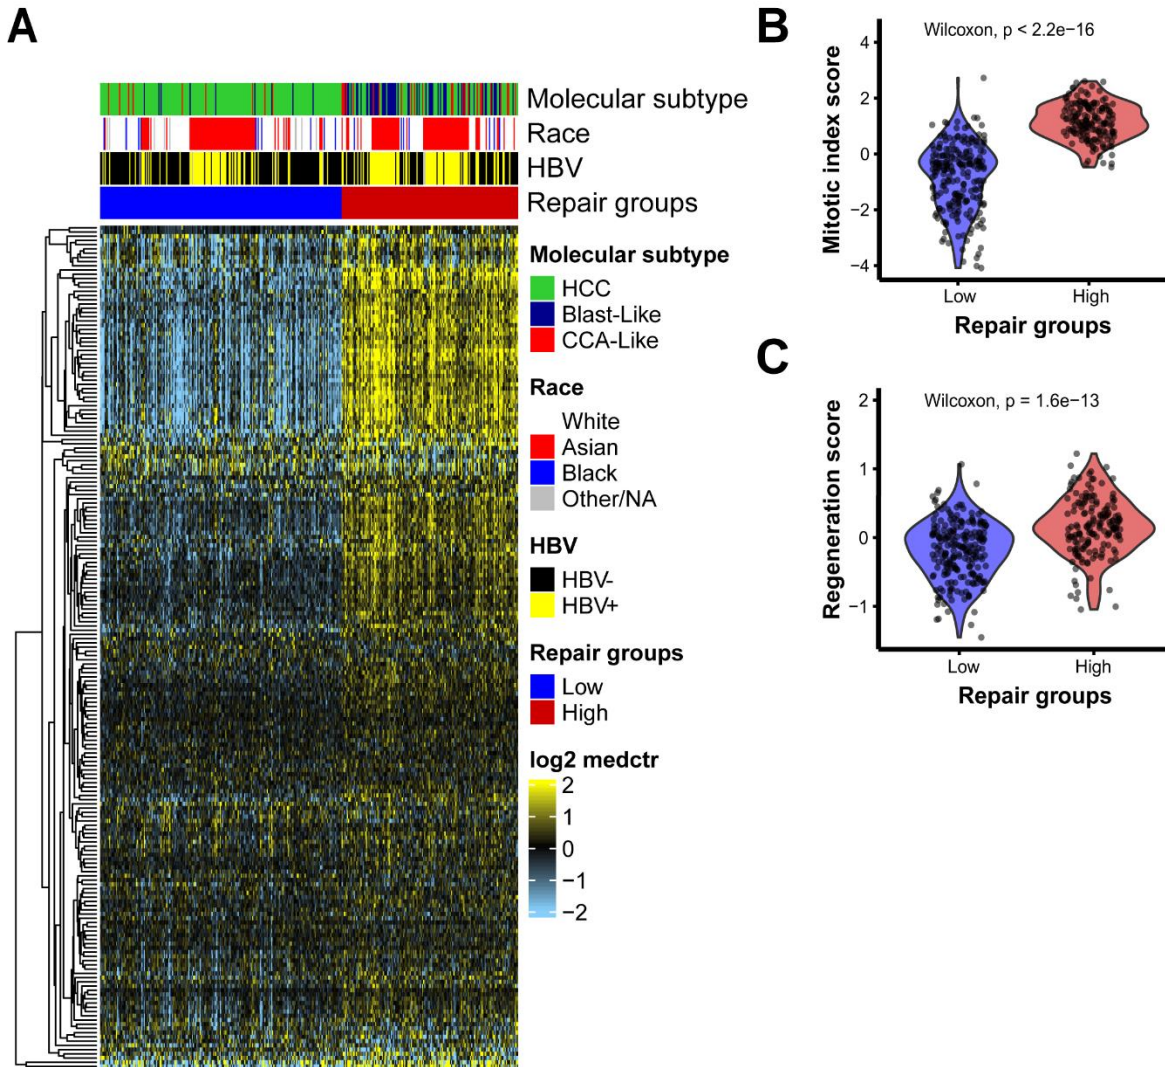 A
Molecular subtype
Race
HBV
Repair groups
Molecular subtype
HCC
Blast-Like
CCA-Like
Race
White
Asian
Black
Other/NA
HBV
HBV-
HBV+
Repair groups
Low
High
log2 medctr
2
1
0
−1
−2
B
Wilcoxon, p < 2.2e−16
Mitotic index score
4
2
0
−2
−4
Low High
Repair groups
C
Wilcoxon, p = 1.6e−13
Regeneration score
2
1
0
−1
Low High
Repair groups